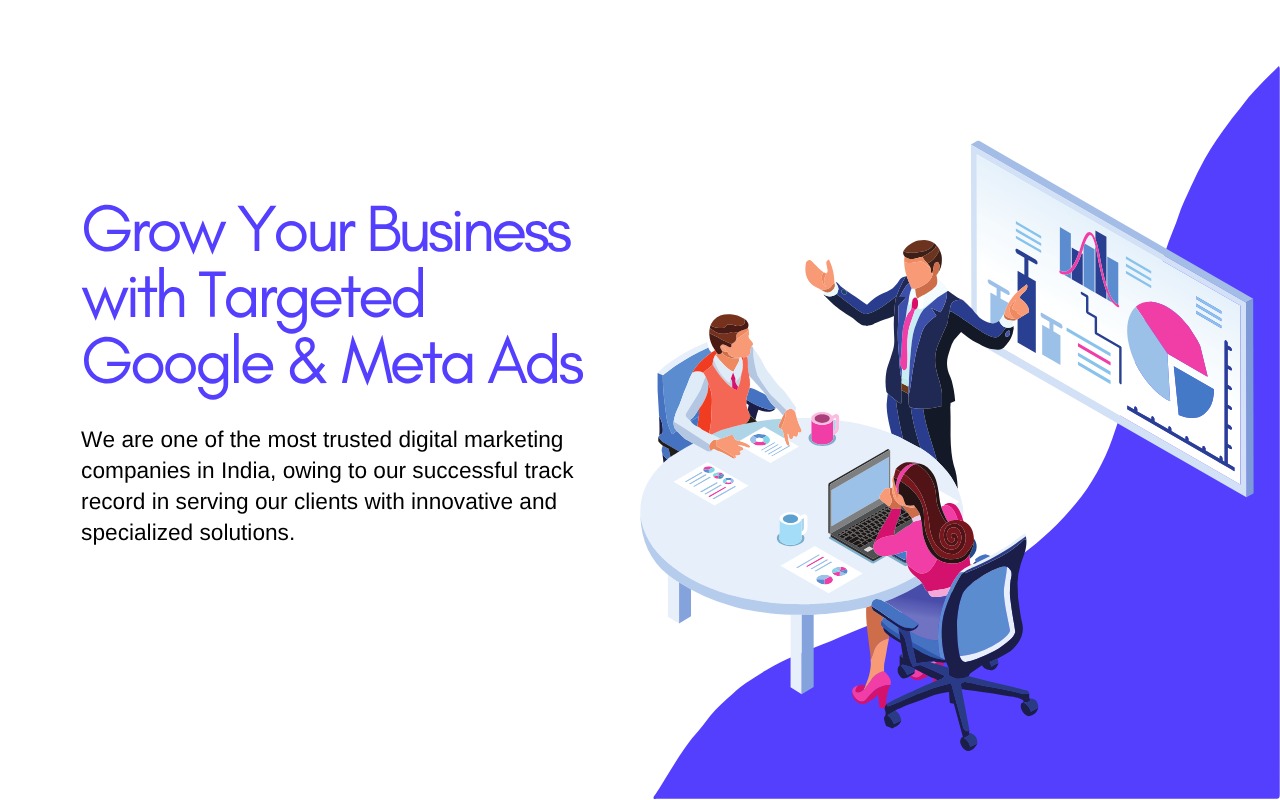 Grow Your Business
with Targeted
Google & Meta Ads
We are one of the most trusted digital marketing
companies in India, owing to our successful track
record in serving our clients with innovative and
specialized solutions.